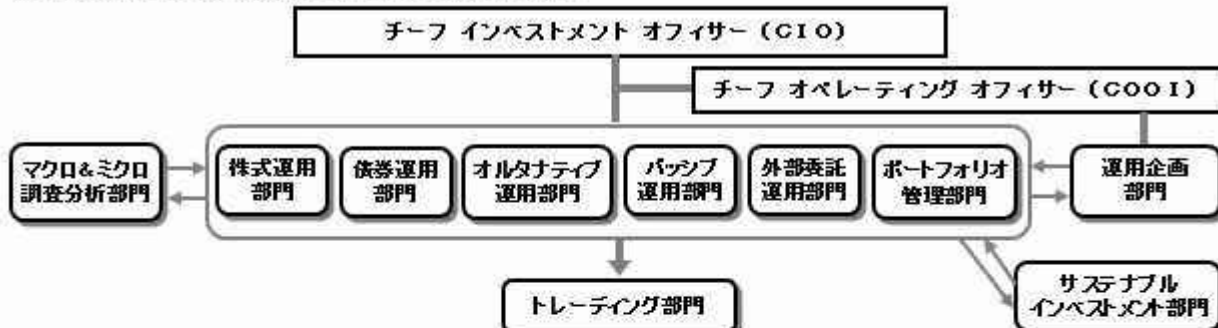 チーフ インベストメント オフィサー (CIO)
チーフ オペレーティング オフィサー (COOI)
マクロ&ミクロ
調査分析部門
株式運用
部門
債券運用
部門
オルタナティブ
運用部門
パッシブ
運用部門
外部委託
運用部門
ポートフォリオ
管理部門
運用企画
部門
トレーディング部門
サステナブル
インベストメント部門